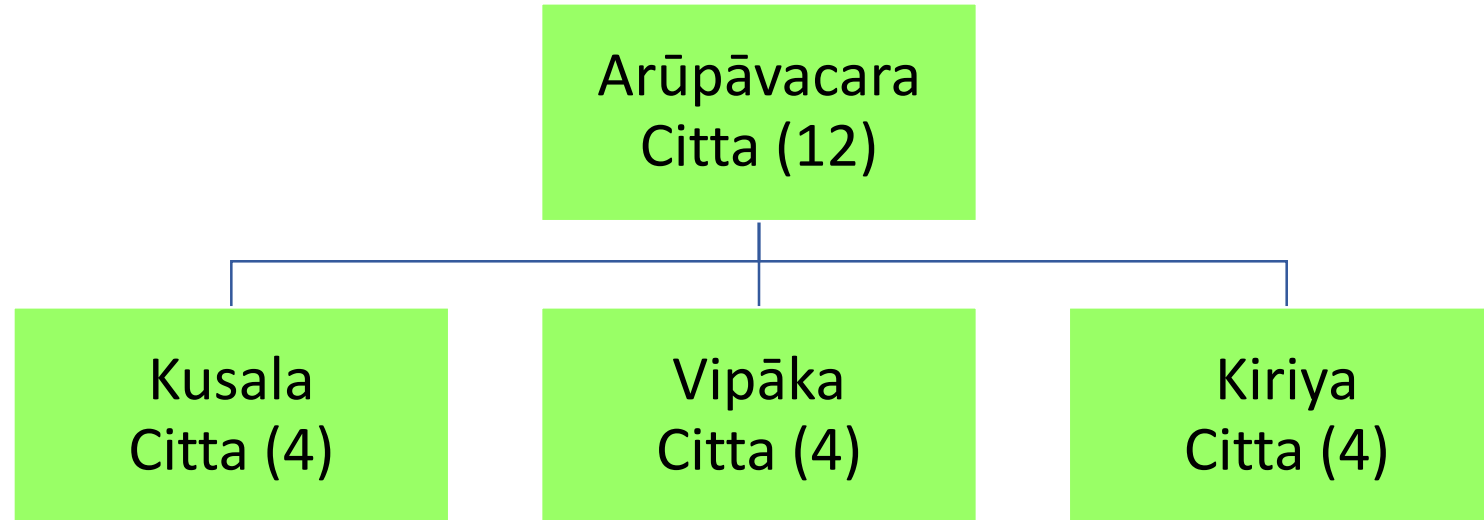 Arūpāvacara
Citta (12)
Kusala
Citta (4)
Vipāka
Citta (4)
Kiriya
Citta (4)